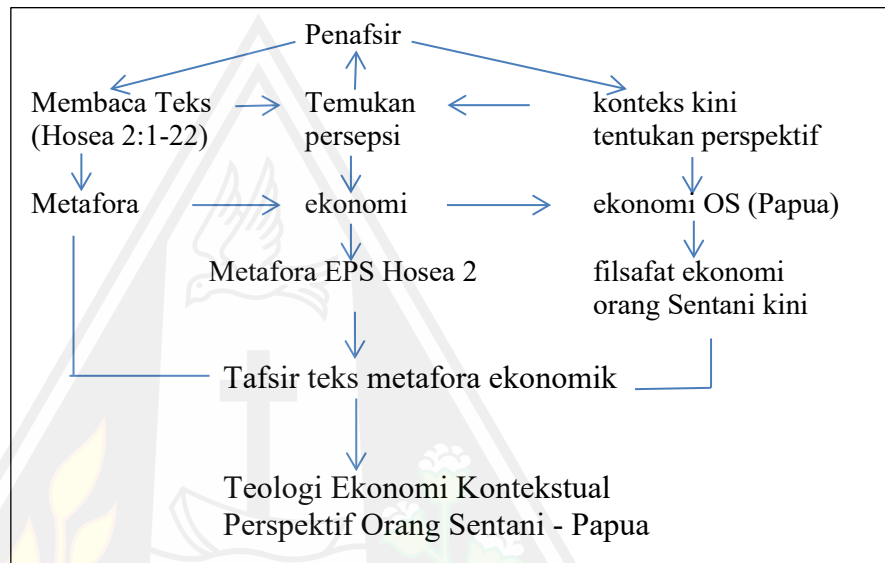 Penafsir
Membaca Teks
(Hosea 2:1-22)
Temukan
persepsi
konteks kini
tentukan perspektif
Metafora
ekonomi
ekonomi OS (Papua)
Metafora EPS Hosea 2
filsafat ekonomi
orang Sentani kini
Tafsir teks metafora ekonomik
Teologi Ekonomi Kontekstual
Perspektif Orang Sentani - Papua